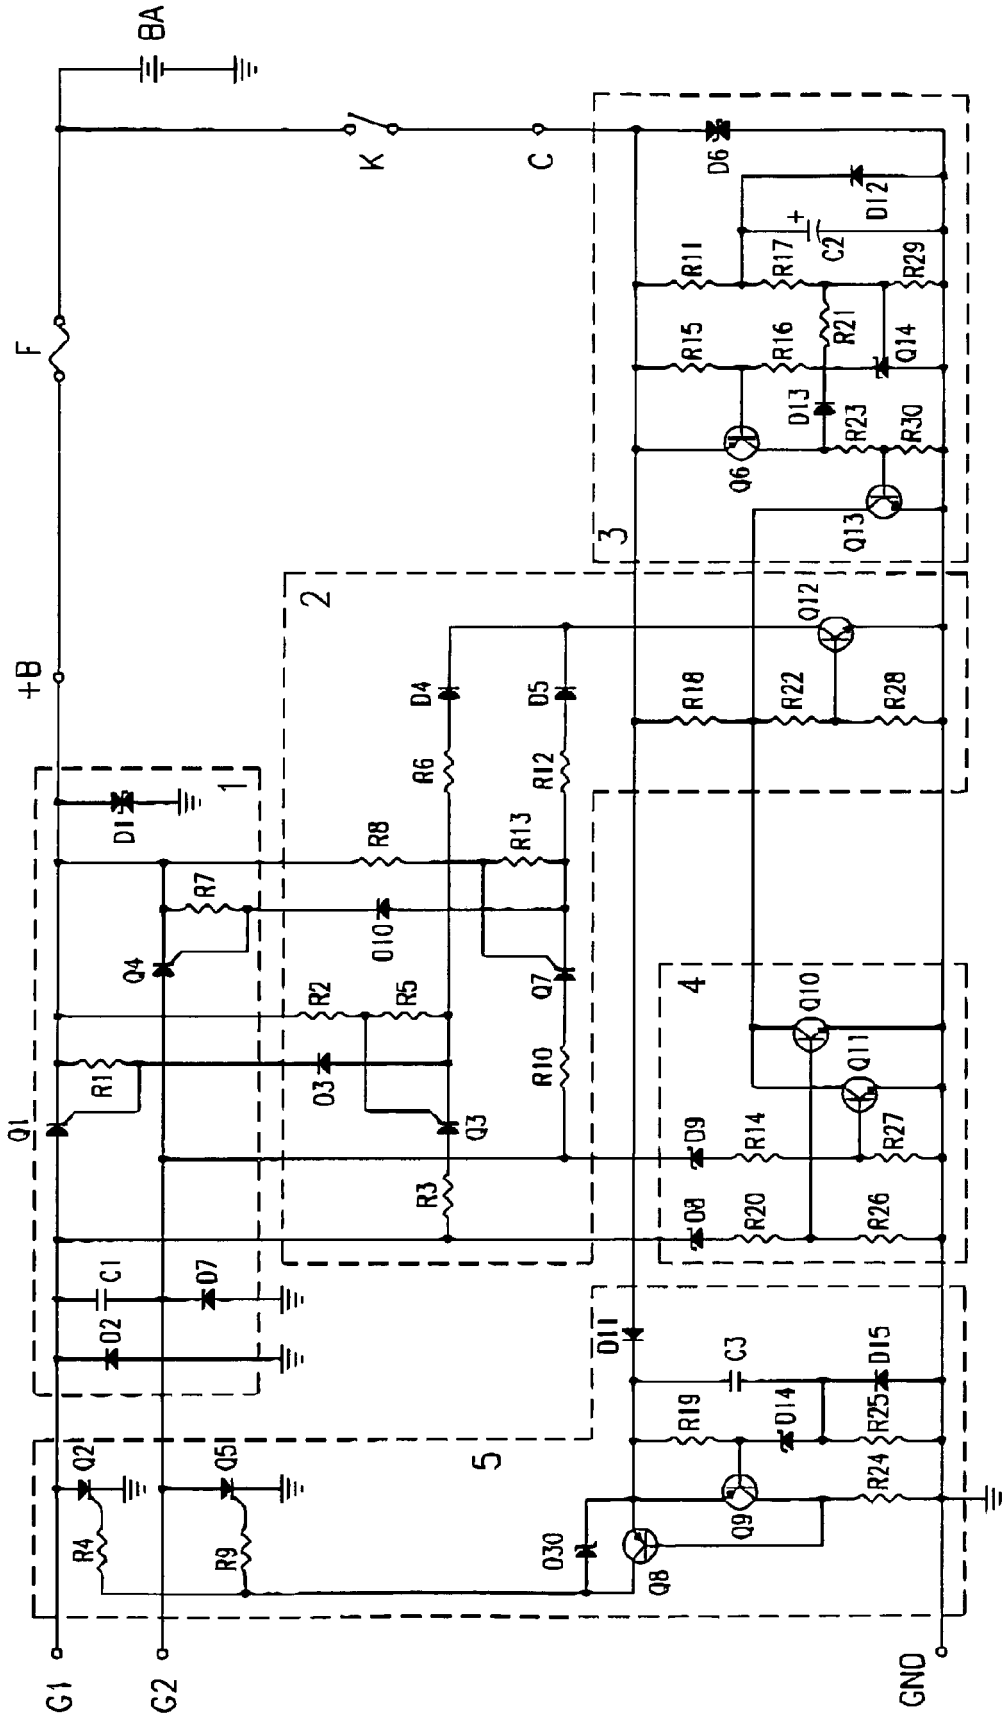 G1
Q1
+B
F
R4
Q2
D2
C1
R1
D1
BA
G2
Q4
R7
R9
Q5
D7
1
2
R2
D3
D10
R8
K
R3
Q3
R5
R6
D4
5
R10
Q7
R13
R12
D5
C
D30
D11
3
Q8
R19
C3
D8
D9
4
R18
R15
R11
D6
Q9
D14
R20
R14
Q10
R22
Q12
Q6
D13
R16
R17
C2
R24
R25
D15
R26
R27
Q11
R28
Q13
R23
R30
R21
Q14
R29
D12
GND